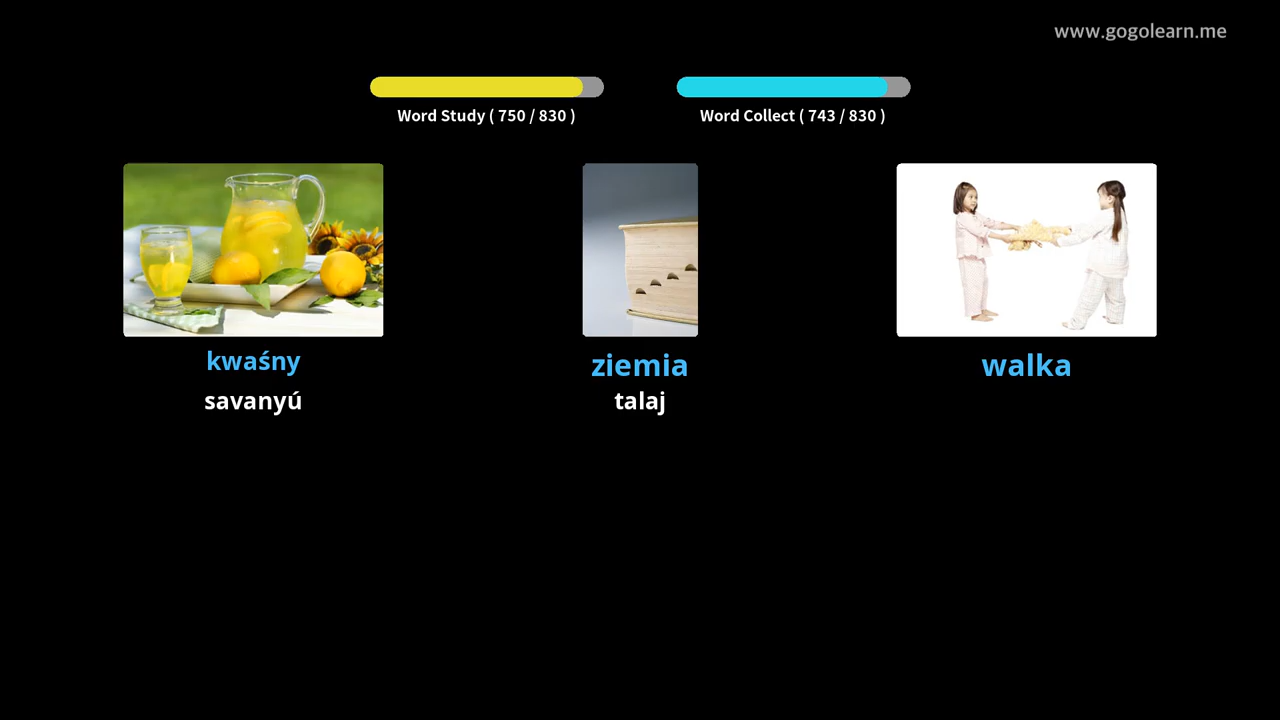 www.gogolearn.me
Word Study ( 750 / 830 )
Word Collect ( 743 / 830 )
kwaśny
savanyú
ziemia
talaj
walka